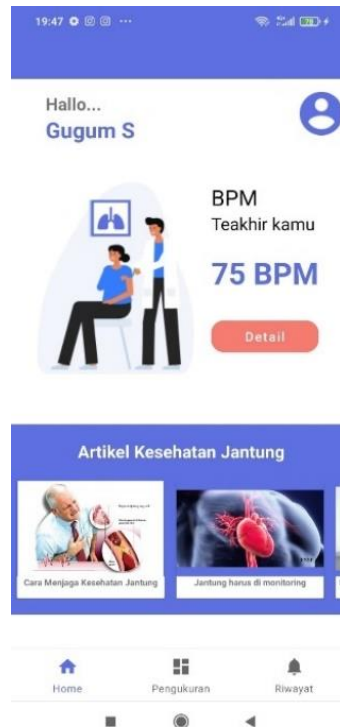 19:47
78
Hallo...
Gugum S
BPM
Teakhir kamu
75 BPM
Detail
Artikel Kesehatan Jantung
Cara Menjaga Kesehatan Jantung
Jantung harus di monitoring
Home
Pengukuran
Riwayat